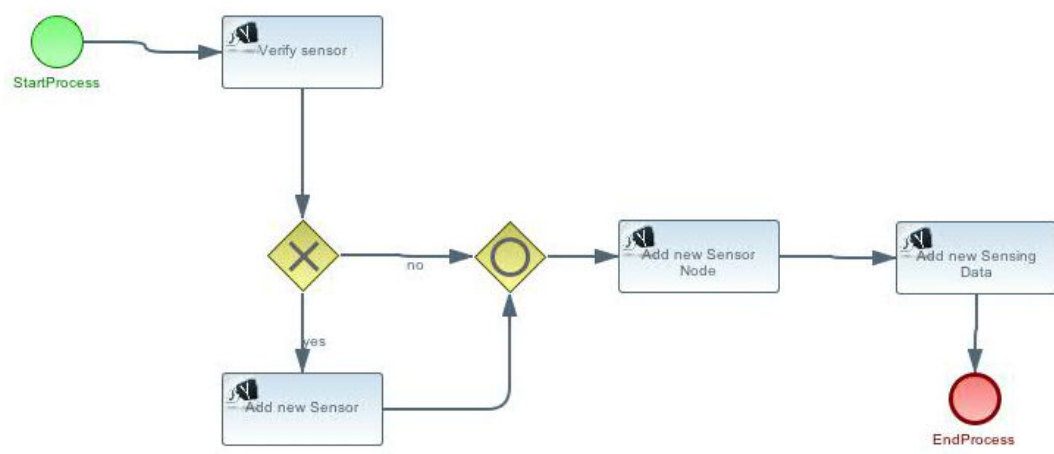 Verify sensor
StartProcess
no
Add new Sensor
Node
Add new Sensing
Data
yes
Add new Sensor
EndProcess